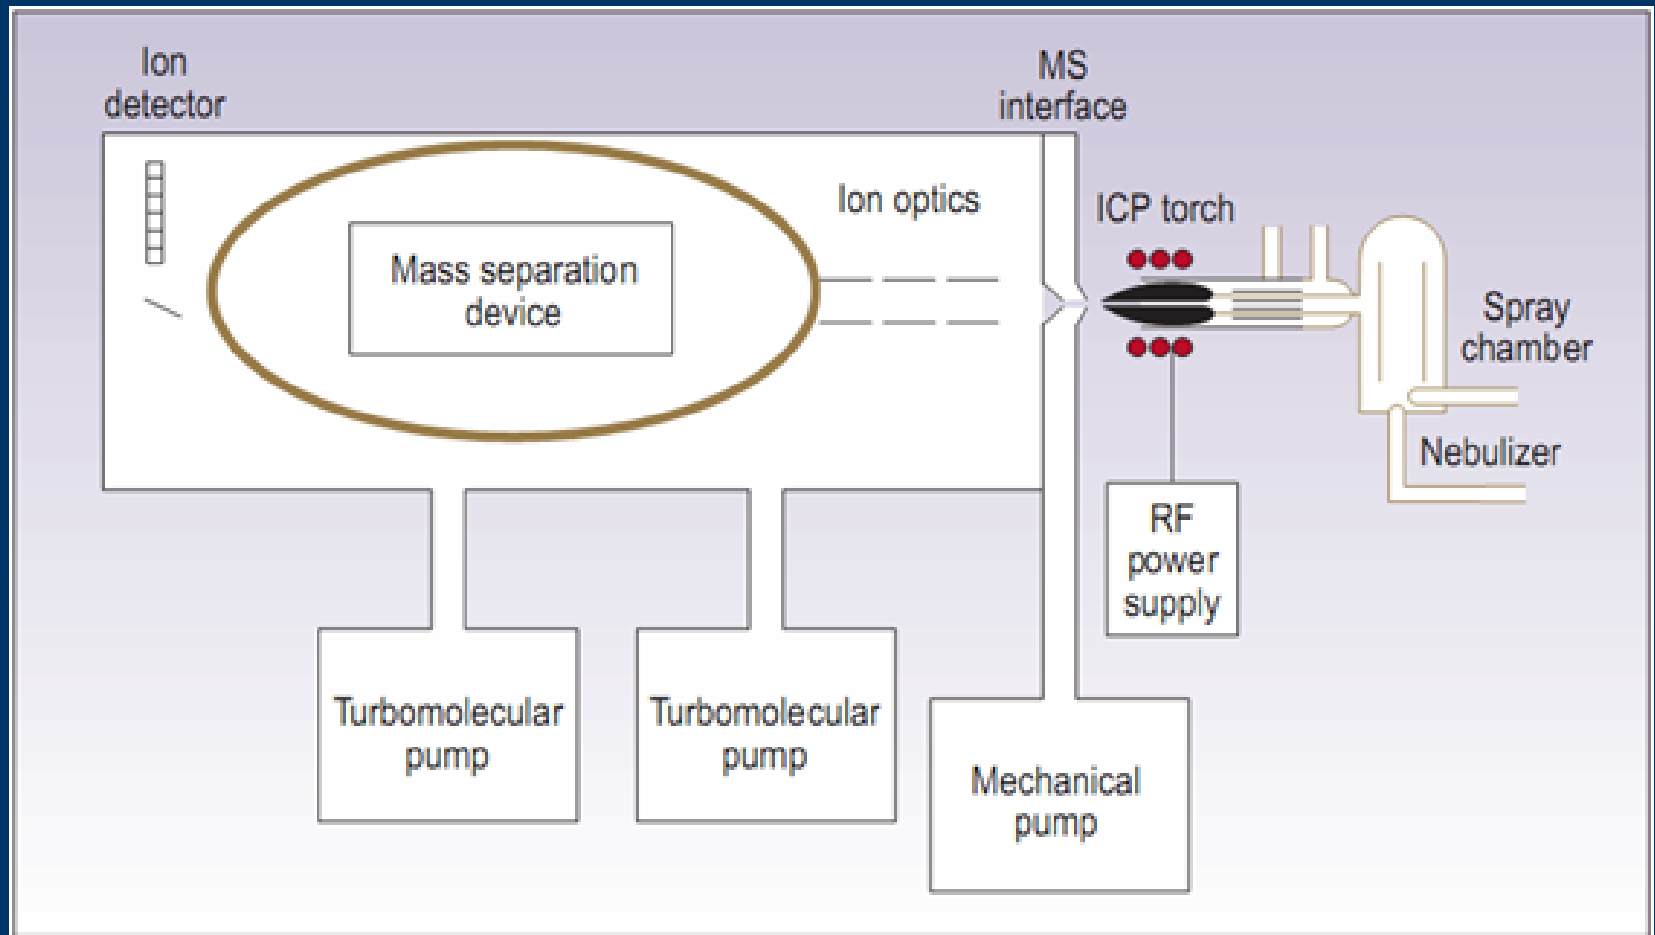 Ion
detector
MS
interface
Ion optics
ICP torch
Mass separation
device
Spray
chamber
Nebulizer
RF
power
supply
Turbomolecular
pump
Turbomolecular
pump
Mechanical
pump